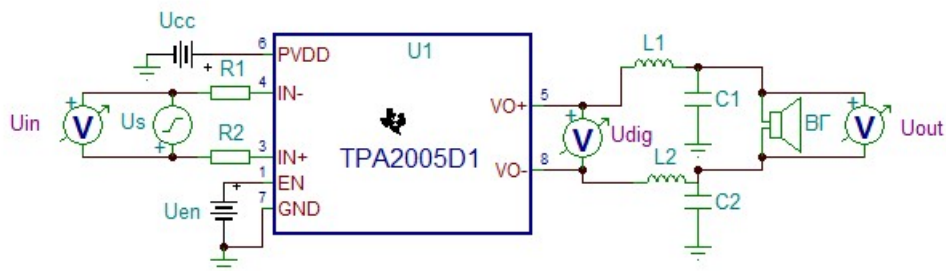 Ucc
U1
L1
6 PVDD
+
R1
4 IN-
C1
VO+ 5
+
V
Uin
Us
+
+
V
Udig
ВГ
+
V
Uout
R2
TPA2005D1
L2
3 IN+
VO- 8
1 EN
C2
+
7 GND
Uen